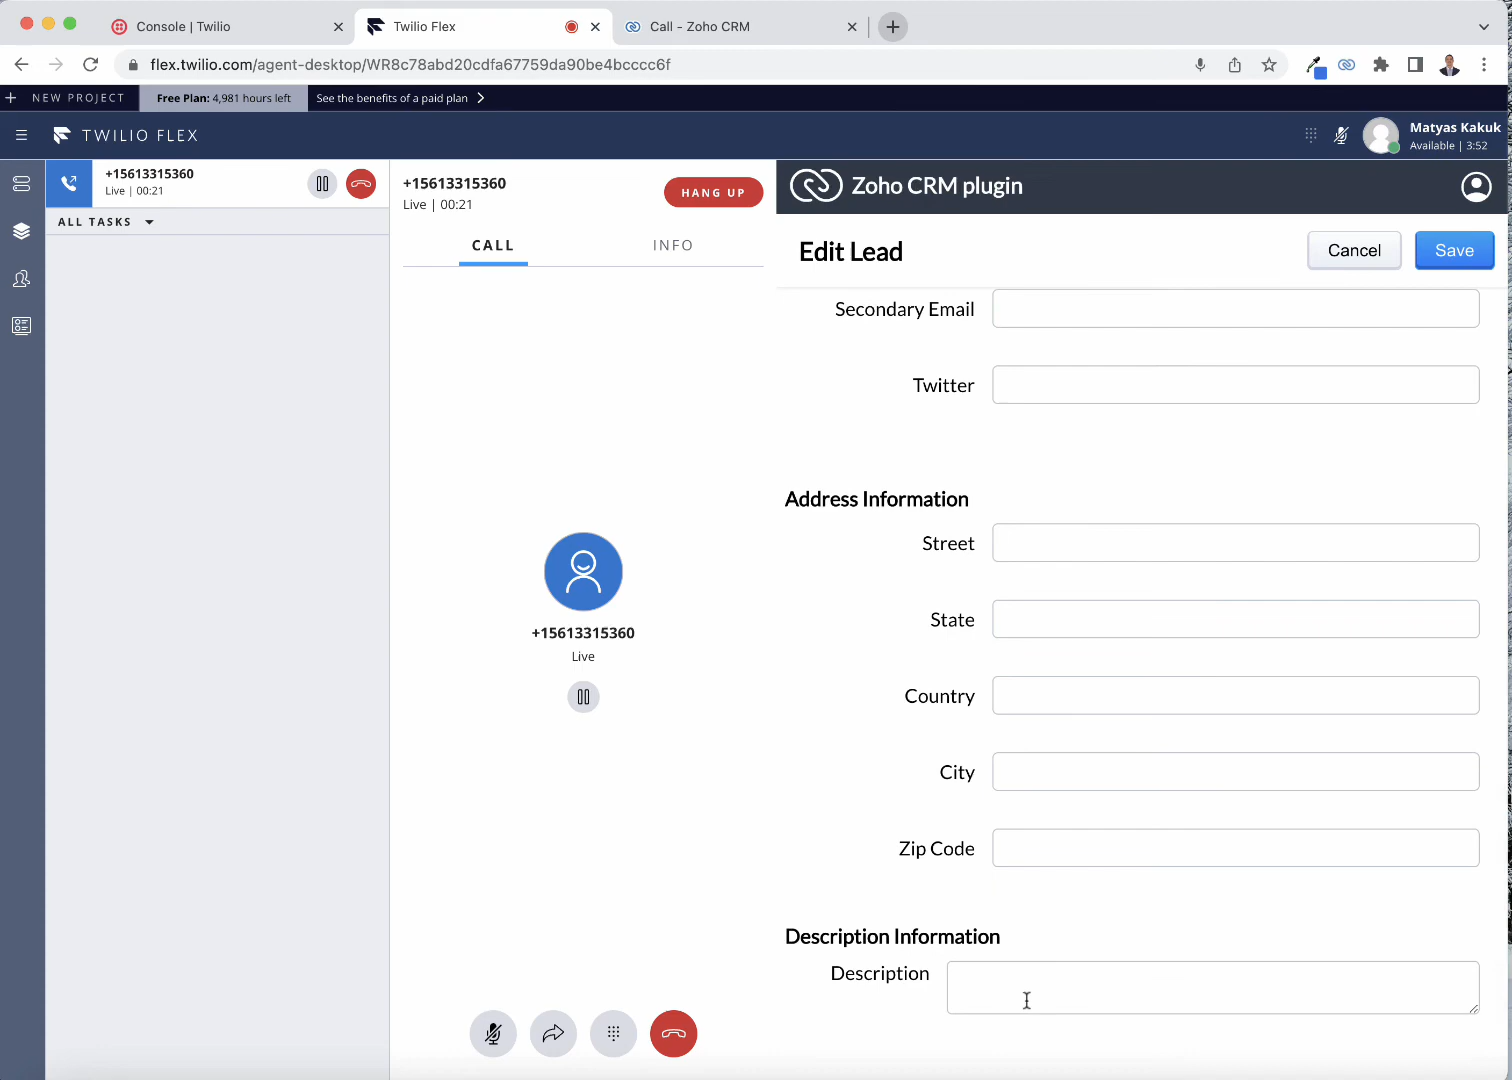 Console | Twilio
Twilio Flex
Call - Zoho CRM
flex.twilio.com/agent-desktop/WR8c78abd20cdfa67759da90be4bcccc6f
NEW PROJECT
Free Plan: 4,981 hours left
See the benefits of a paid plan
TWILIO FLEX
Matyas Kakuk
Available | 3:52
+15613315360
Live | 00:21
ALL TASKS
+15613315360
Live | 00:21
HANG UP
CALL
INFO
+15613315360
Live
Zoho CRM plugin
Edit Lead
Cancel
Save
Secondary Email
Twitter
Address Information
Street
State
Country
City
Zip Code
Description Information
Description